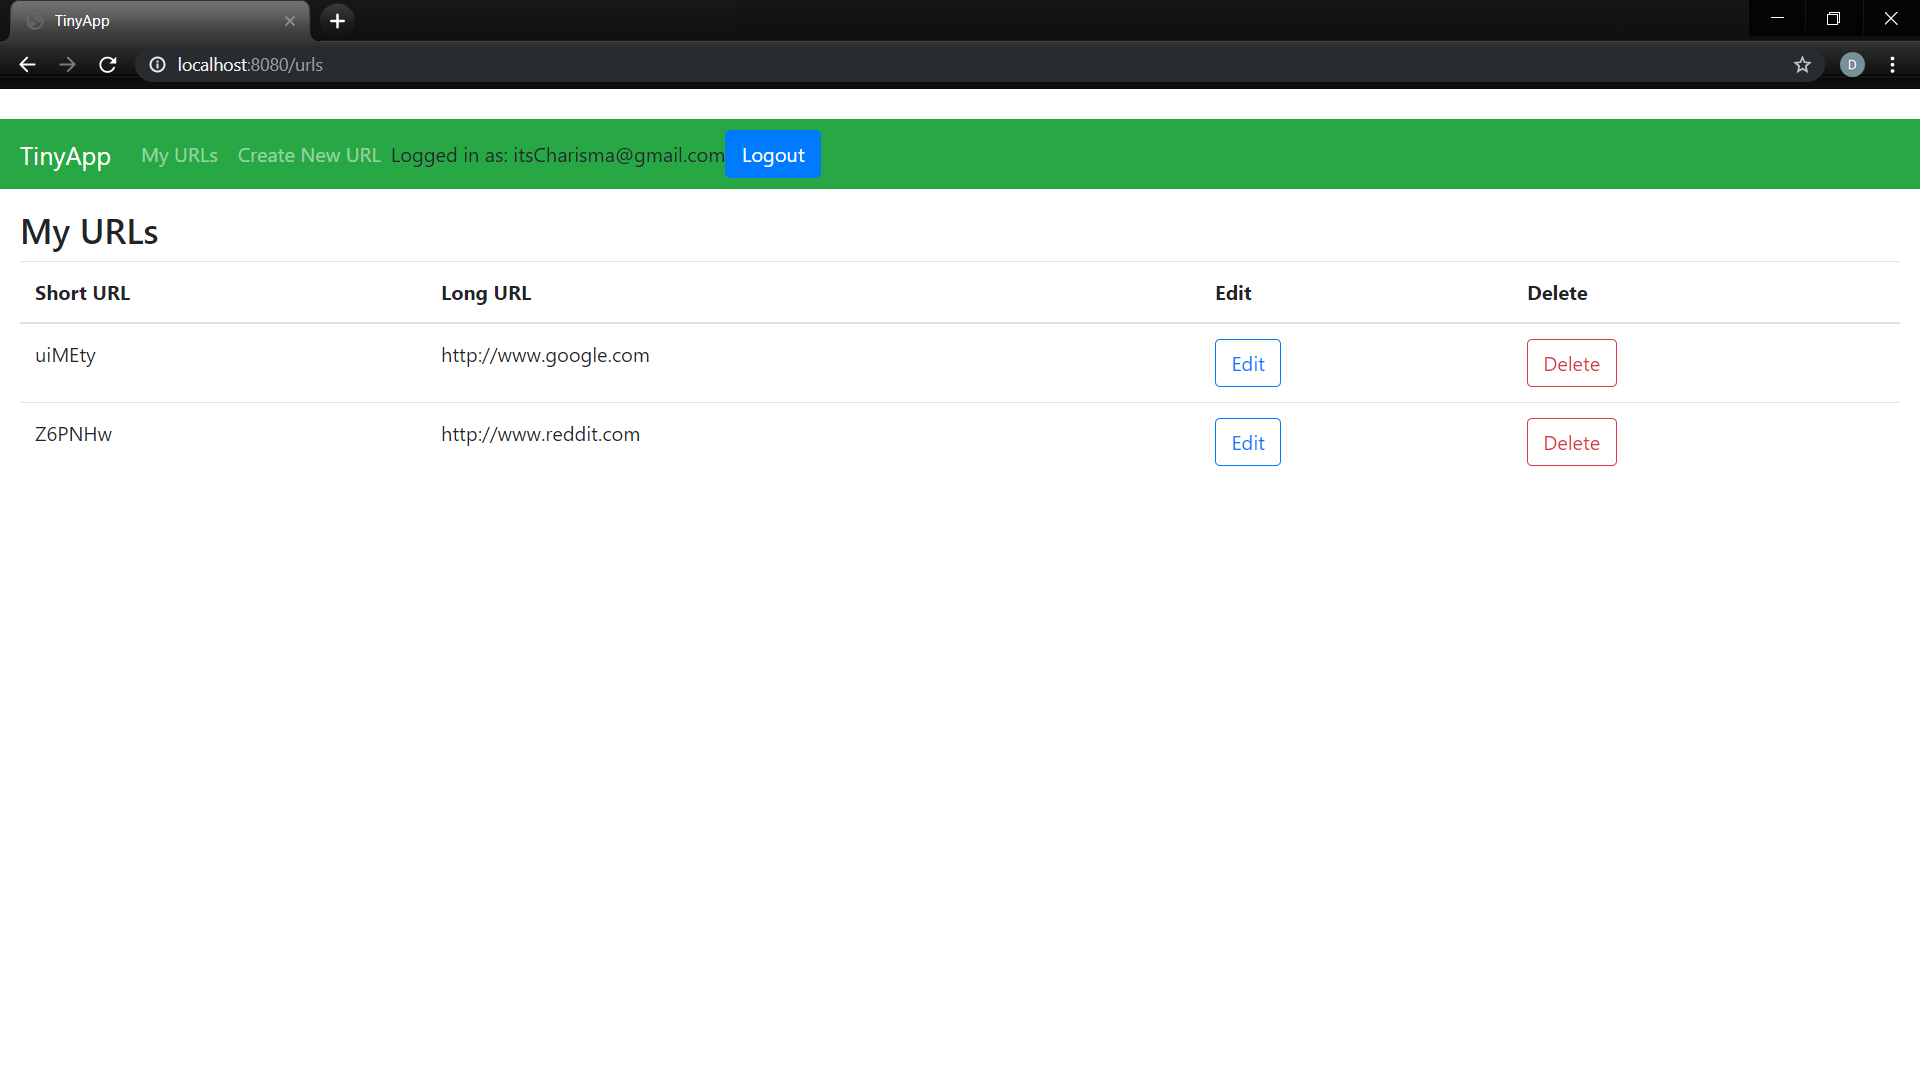 TinyApp
localhost:8080/urls
D
TinyApp My URLs Create New URL Logged in as: itsCharisma@gmail.com Logout
My URLs
Short URL Long URL Edit Delete
uiMEty http://www.google.com Edit Delete
Z6PNHw http://www.reddit.com Edit Delete